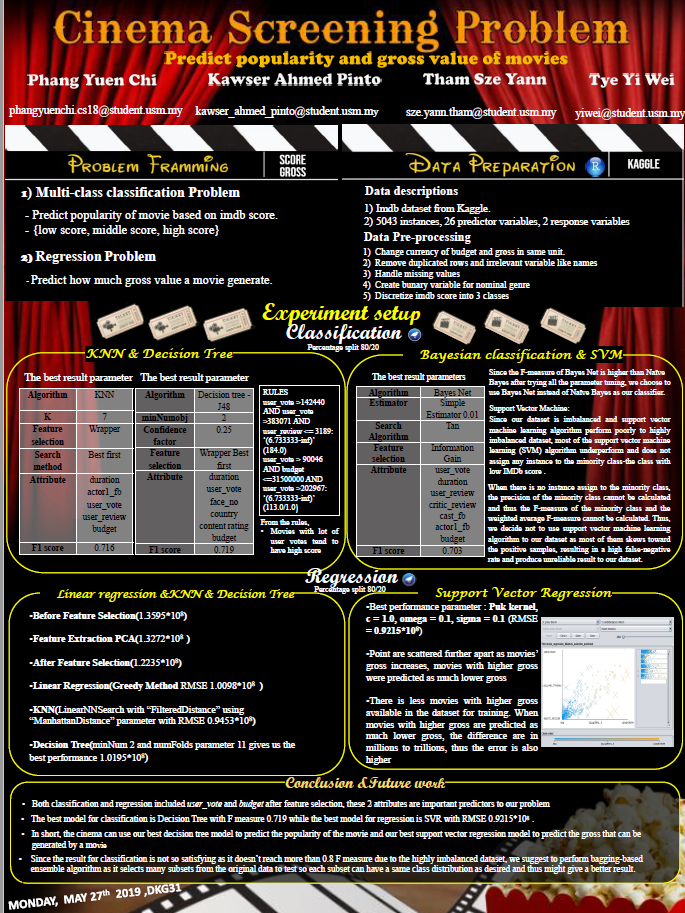 Cinema Screening Problem
Predict popularity and gross value of movies
Phang Yuen Chi Kawser Ahmed Pinto Tham Sze Yann Tye Yi Wei
phangyuenchi.cs18@student.usm.my kawser_ahmed_pinto@student.usm.my sze.yann.tham@student.usm.my yiwei@student.usm.my
PROBLEM FRAMMING
SCORE
GROSS
1) Multi-class classification Problem
- Predict popularity of movie based on imdb score.
- {low score, middle score, high score}
2) Regression Problem
- Predict how much gross value a movie generate.
DATA PREPARATION
R
KAGGLE
Data descriptions
1) Imdb dataset from Kaggle.
2) 5043 instances, 26 predictor variables, 2 response variables
Data Pre-processing
1) Change currency of budget and gross in same unit.
2) Remove duplicated rows and irrelevant variable like names
3) Handle missing values
4) Create bunary variable for nominal genre
5) Discretize imdb score into 3 classes
Experiment setup
Classification
Percentage split 80/20
KNN & Decision Tree
The best result parameter
Algorithm KNN
K 7
Feature selection Wrapper
Search method Best first
Attribute duration
actor1_fb
user_vote
user_review
budget
F1 score 0.716
The best result parameter
Algorithm Decision tree -
J48
minNumobj 2
Confidence factor 0.25
Feature selection Wrapper Best first
Attribute duration
user_vote
face_no
country
content rating
budget
F1 score 0.719
RULES
user_vote >142440
AND user_vote
>383071 AND
user_review <= 3189:
'(6.733333-inf)'
(184.0)
user_vote > 90046
AND budget
<=31500000 AND
user_vote >202967:
'(6.733333-inf)'
(113.0/1.0)
From the rules,
• Movies with lot of
user votes tend to
have high score
Bayesian classification & SVM
The best result parameters
Algorithm Bayes Net
Estimator Simple
Estimator 0.01
Search Algorithm Tan
Feature selection Information Gain
Attribute user_vote
duration
user_review
critic_review
cast_fb
actor1_fb
budget
F1 score 0.703
Since the F-measure of Bayes Net is higher than Naïve
Bayes after trying all the parameter tuning, we choose to
use Bayes Net instead of Naïve Bayes as our classifier.
Support Vector Machine:
Since our dataset is imbalanced and support vector
machine learning algorithm perform poorly to highly
imbalanced dataset, most of the support vector machine
learning (SVM) algorithm underperform and does not
assign any instance to the minority class-the class with
low IMDb score .
When there is no instance assign to the minority class,
the precision of the minority class cannot be calculated
and thus the F-measure of the minority class and the
weighted average F-measure cannot be calculated. Thus,
we decide not to use support vector machine learning
algorithm to our dataset as most of them skews toward
the positive samples, resulting in a high false-negative
rate and produce unreliable result to our dataset.
Regression
Percentage split 80/20
Linear regression &KNN & Decision Tree
-Before Feature Selection(1.3595*10⁸)
-Feature Extraction PCA(1.3272*10⁸ )
-After Feature Selection(1.2235*10⁸)
-Linear Regression(Greedy Method RMSE 1.0098*10⁸ )
-KNN(LinearNNSearch with “FilteredDistance” using
“ManhattanDistance” parameter with RMSE 0.9453*10⁸)
-Decision Tree(minNum 2 and numFolds parameter 11 gives us the
best performance 1.0195*10⁸)
Support Vector Regression
-Best performance parameter : Puk kernel,
c = 1.0, omega = 0.1, sigma = 0.1 (RMSE
= 0.9215*10⁸)
-Point are scattered further apart as movies’
gross increases, movies with higher gross
were predicted as much lower gross
-There is less movies with higher gross
available in the dataset for training. When
movies with higher gross are predicted as
much lower gross, the difference are in
millions to trillions, thus the error is also
higher
Conclusion &Future work
• Both classification and regression included user_vote and budget after feature selection, these 2 attributes are important predictors to our problem
• The best model for classification is Decision Tree with F measure 0.719 while the best model for regression is SVR with RMSE 0.9215*10⁸ .
• In short, the cinema can use our best decision tree model to predict the popularity of the movie and our best support vector regression model to predict the gross that can be
generated by a movie
• Since the result for classification is not so satisfying as it doesn’t reach more than 0.8 F measure due to the highly imbalanced dataset, we suggest to perform bagging-based
ensemble algorithm as it selects many subsets from the original data to test so each subset can have a same class distribution as desired and thus might give a better result.
MONDAY, MAY 27th 2019 ,DKG31